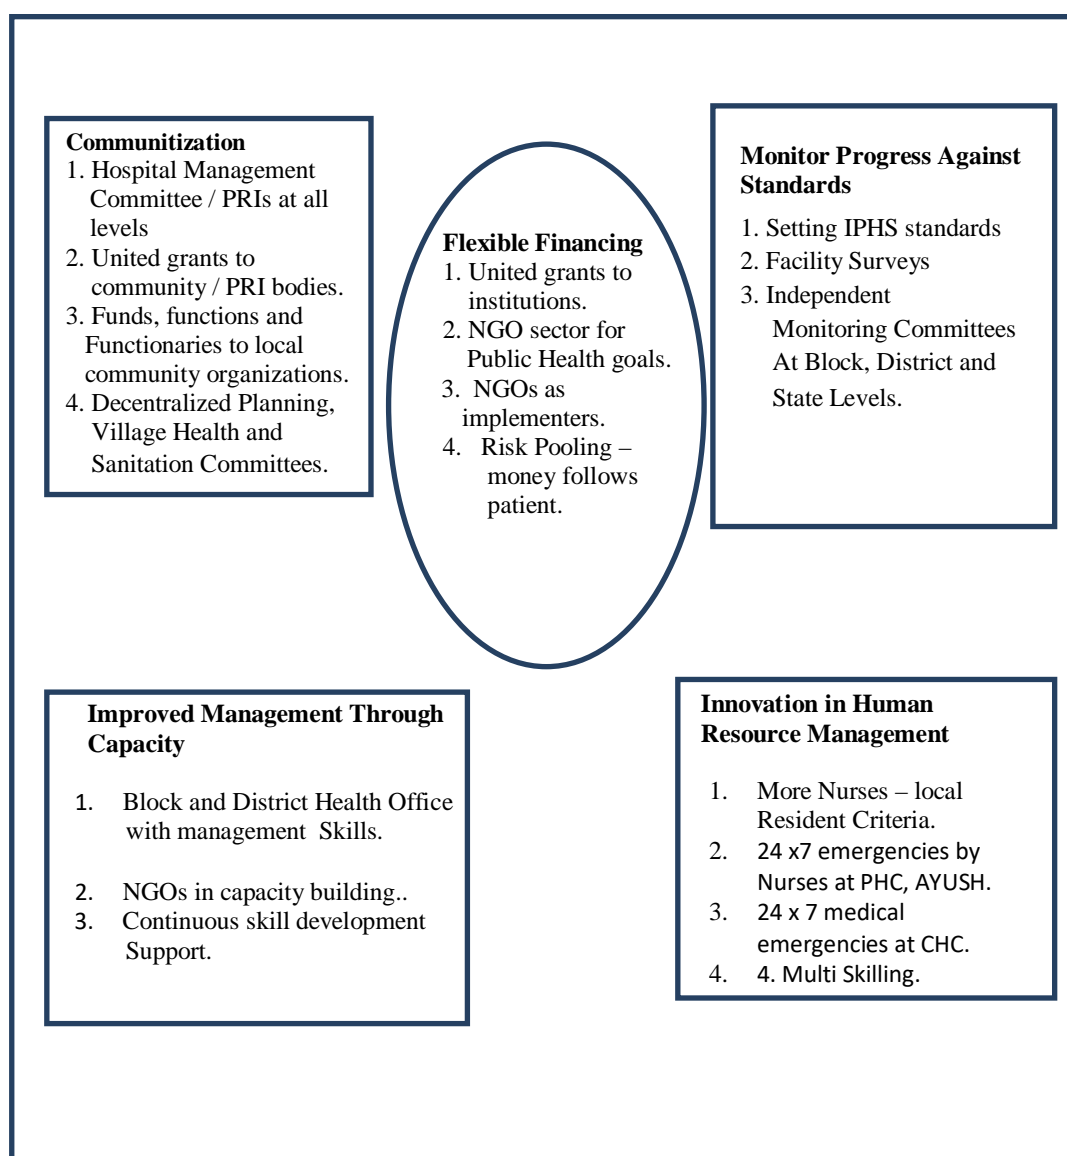 Communitization
1. Hospital Management
Committee / PRIs at all
levels
2. United grants to
community / PRI bodies.
3. Funds, functions and
Functionaries to local
community organizations.
4. Decentralized Planning,
Village Health and
Sanitation Committees.
Flexible Financing
1. United grants to
institutions.
2. NGO sector for
Public Health goals.
3. NGOs as
implementers.
4. Risk Pooling –
money follows
patient.
Monitor Progress Against
Standards
1. Setting IPHS standards
2. Facility Surveys
3. Independent
Monitoring Committees
At Block, District and
State Levels.
Improved Management Through
Capacity
1. Block and District Health Office
with management Skills.
2. NGOs in capacity building..
3. Continuous skill development
Support.
Innovation in Human
Resource Management
1. More Nurses – local
Resident Criteria.
2. 24 x7 emergencies by
Nurses at PHC, AYUSH.
3. 24 x 7 medical
emergencies at CHC.
4. 4. Multi Skilling.